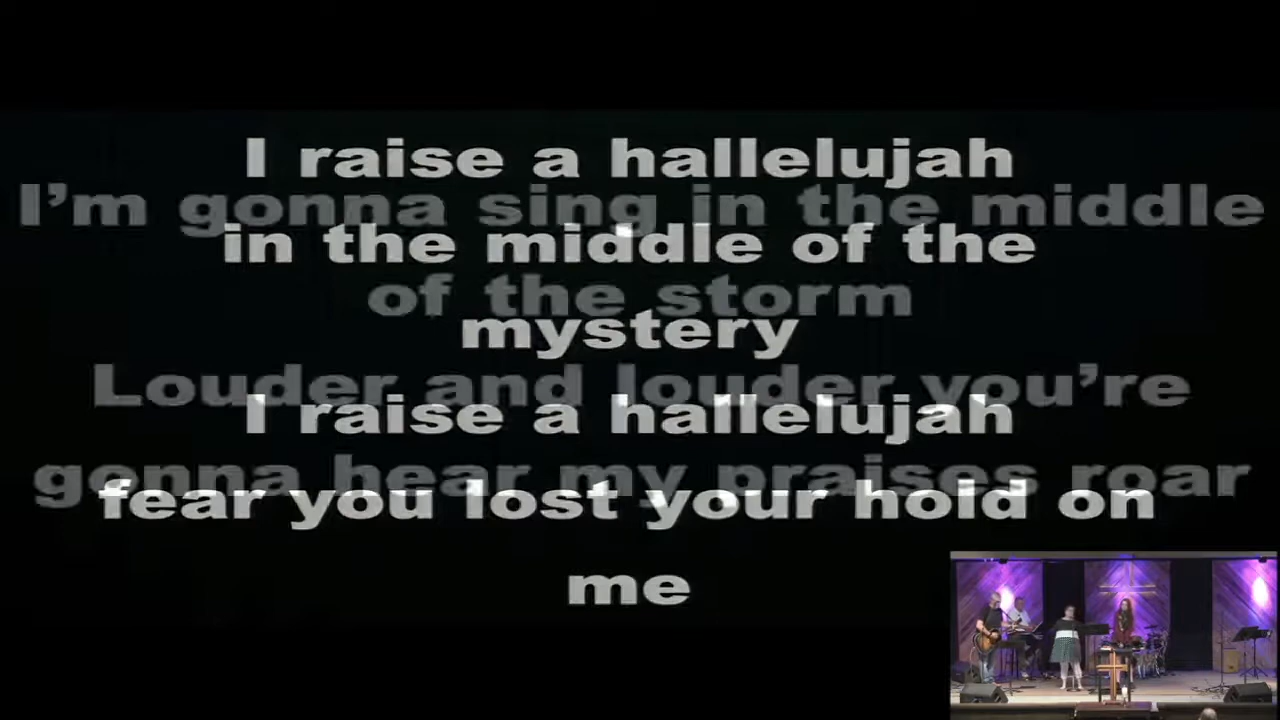 I raise a hallelujah
I'm gonna sing in the middle
in the middle of the
of the storm
mystery
Louder and louder you're
I raise a hallelujah
gonna hear my praises roar
fear you lost your hold on
me